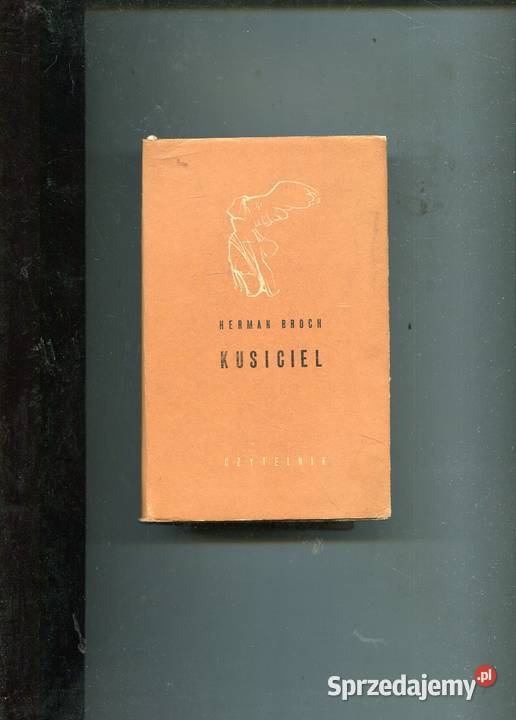 HERMAN BROCH
KUSICIEL
CZYTELNIK
Sprzedajemy.pl